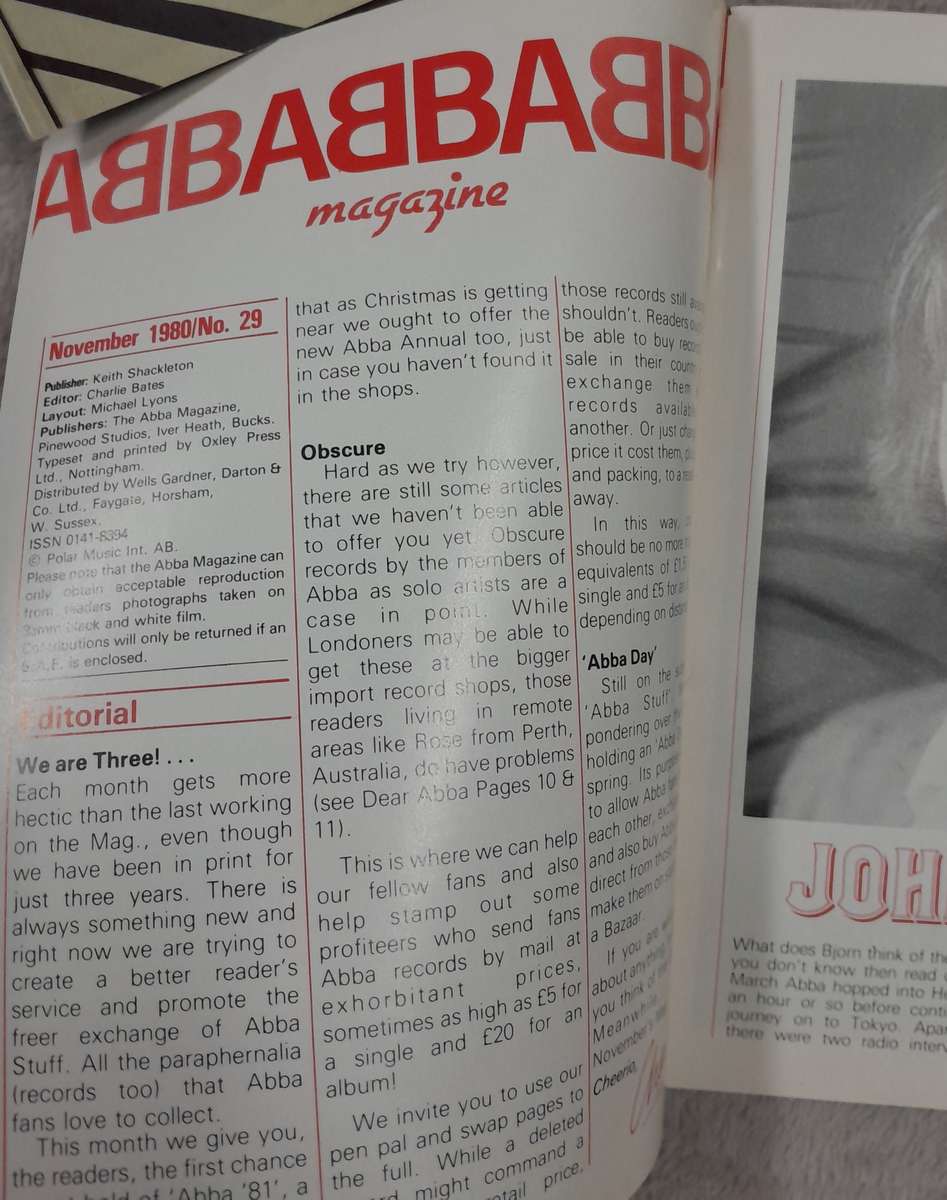 ABBABBABBABB
magazine
November 1980/No. 29
Publisher: Keith Shackleton
Editor: Charlie Bates
Layout: Michael Lyons
Publishers: The Abba Magazine,
Pinewood Studios, Iver Heath, Bucks.
Typeset and printed by Oxley Press
Ltd., Nottingham.
Distributed by Wells Gardner, Darton &
Co. Ltd., Faygate, Horsham,
W. Sussex.
ISSN 0141-8394
© Polar Music Int. AB.
Please note that the Abba Magazine can
only obtain acceptable reproduction
from readers photographs taken on
35mm black and white film.
Contributions will only be returned if an
S.A.E. is enclosed.
Editorial
We are Three! . . .
Each month gets more
hectic than the last working
on the Mag., even though
we have been in print for
just three years. There is
always something new and
right now we are trying to
create a better reader's
service and promote the
freer exchange of Abba
Stuff. All the paraphernalia
(records too) that Abba
fans love to collect.
This month we give you,
the readers, the first chance
hold of 'Abba '81', a
that as Christmas is getting
near we ought to offer the
new Abba Annual too, just
in case you haven't found it
in the shops.
Obscure
Hard as we try however,
there are still some articles
that we haven't been able
to offer you yet. Obscure
records by the members of
Abba as solo artists are a
case in point. While
Londoners may be able to
get these at the bigger
import record shops, those
readers living in remote
areas like Rose from Perth,
Australia, do have problems
(see Dear Abba Pages 10 &
11).
This is where we can help
our fellow fans and also
help stamp out some
profiteers who send fans
Abba records by mail at
exhorbitant prices,
sometimes as high as £5 for
a single and £20 for an
album!
We invite you to use our
pen pal and swap pages to
the full. While a deleted
might command a
retail price,
those records still
shouldn't. Readers
be able to buy
sale in their
exchange them
records
another. Or just
price it cost them,
and packing, to a
away.
In this way,
should be no more
equivalents of
single and £5 for
depending on
'Abba Day'
Still on the
'Abba Stuff'
pondering over
holding an 'Abba
spring. Its
to allow Abba
each other,
and also buy
direct from
make them or
a Bazaar.
If you are
about anything
you think of
Meanwhile
November's
Cheerio,
JOH
What does Bjorn think of the
you don't know then read
March Abba hopped into
an hour or so before
journey on to Tokyo.
there were two radio